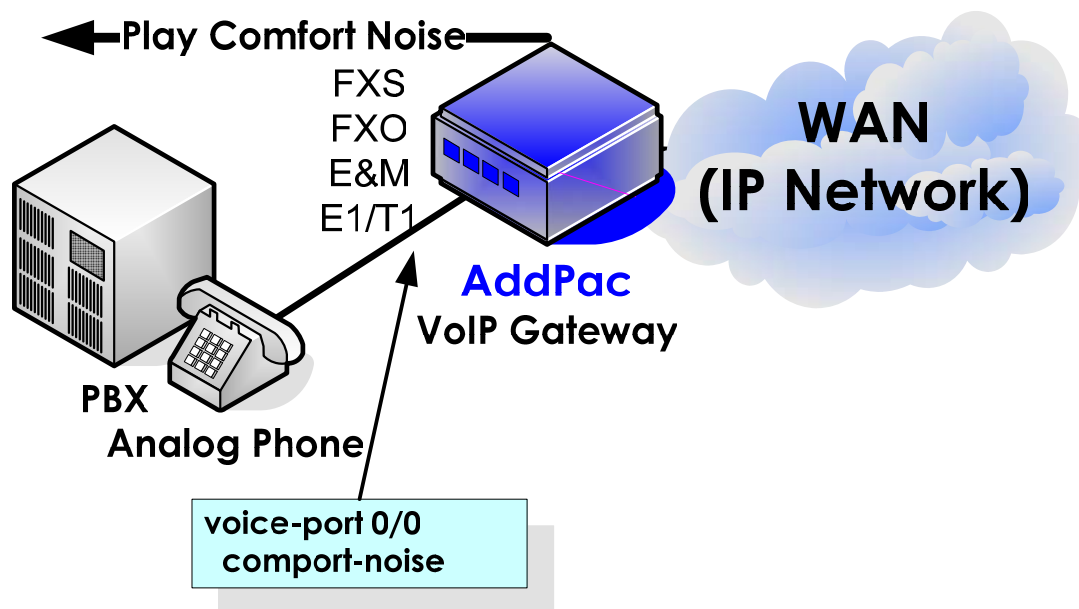 Play Comfort Noise
FXS
FXO
E&M
E1/T1
WAN
(IP Network)
AddPac
VoIP Gateway
PBX
Analog Phone
voice-port 0/0
comport-noise